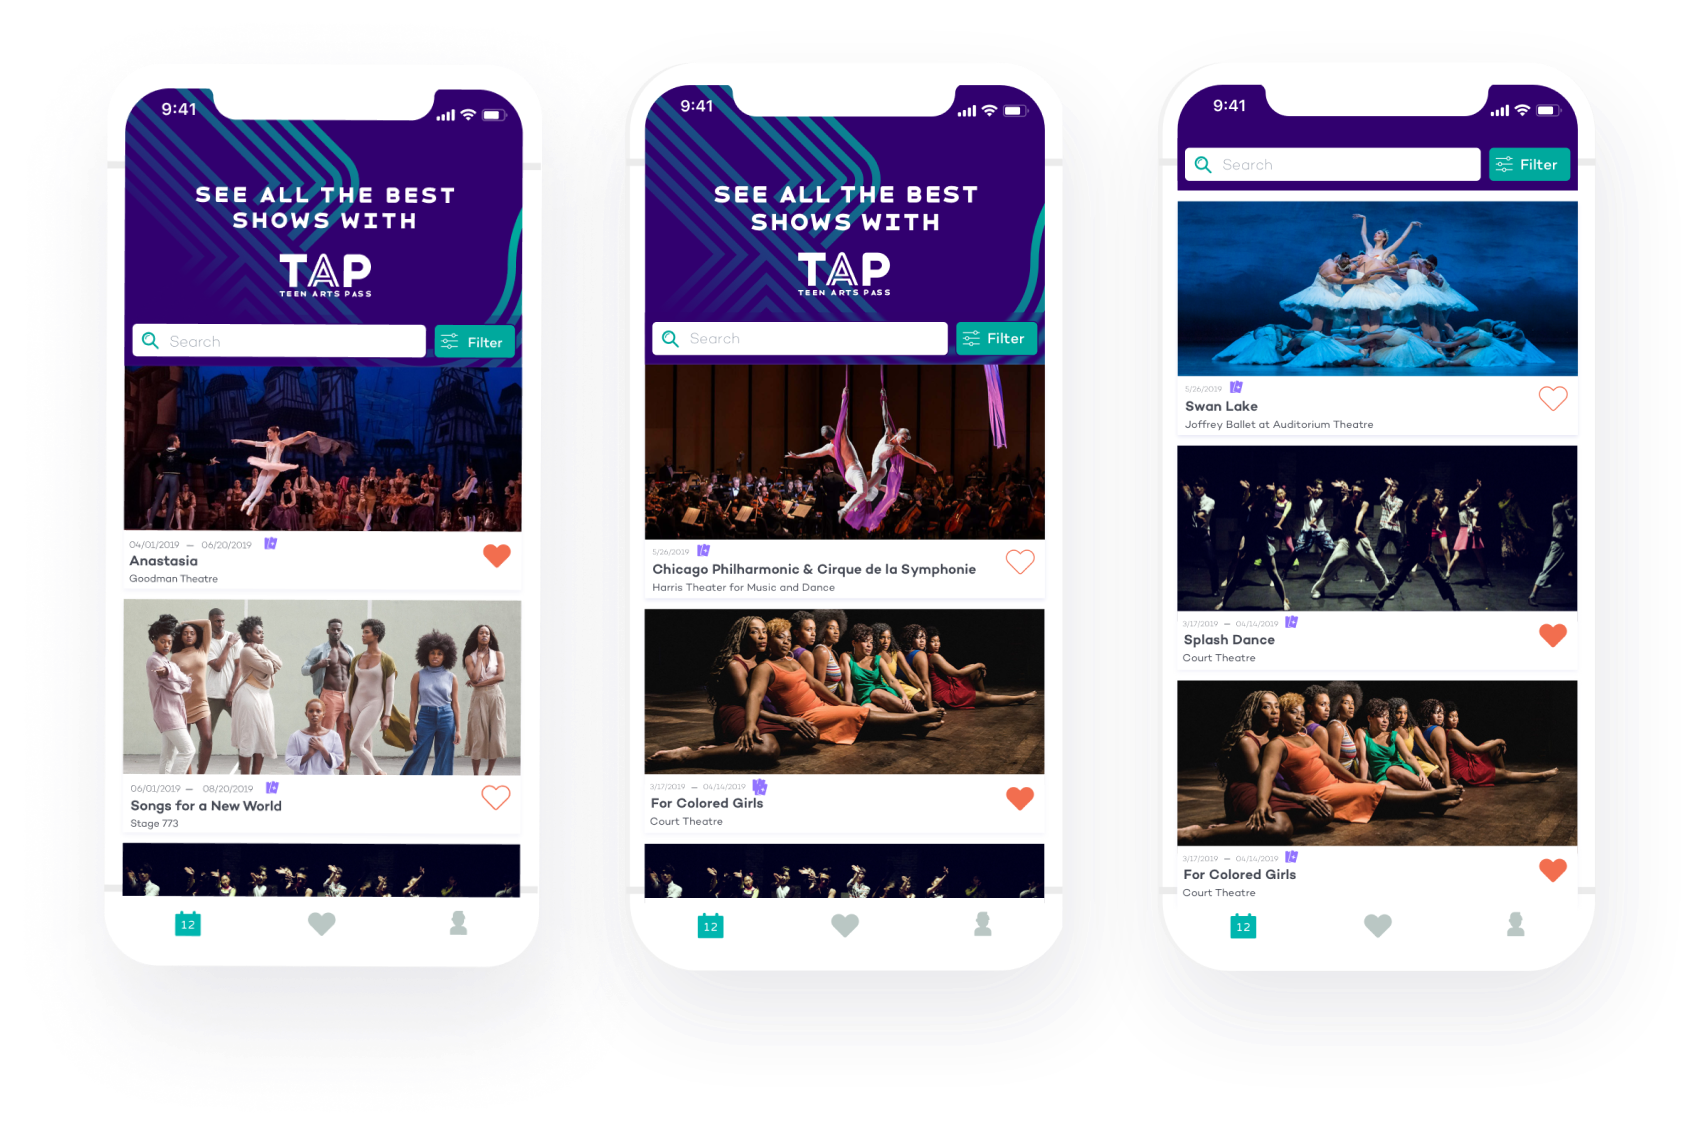 9:41
SEE ALL THE BEST
SHOWS WITH
TAP
TEEN ARTS PASS
Search
Filter
04/01/2019 — 06/20/2019
Anastasia
Goodman Theatre
06/01/2019 — 08/20/2019
Songs for a New World
Stage 773
12
9:41
SEE ALL THE BEST
SHOWS WITH
TAP
TEEN ARTS PASS
Search
Filter
5/26/2019
Chicago Philharmonic & Cirque de la Symphonie
Harris Theater for Music and Dance
3/17/2019 — 04/14/2019
For Colored Girls
Court Theatre
12
9:41
Search
Filter
5/26/2019
Swan Lake
Joffrey Ballet at Auditorium Theatre
3/17/2019 — 04/14/2019
Splash Dance
Court Theatre
3/17/2019 — 04/14/2019
For Colored Girls
Court Theatre
12